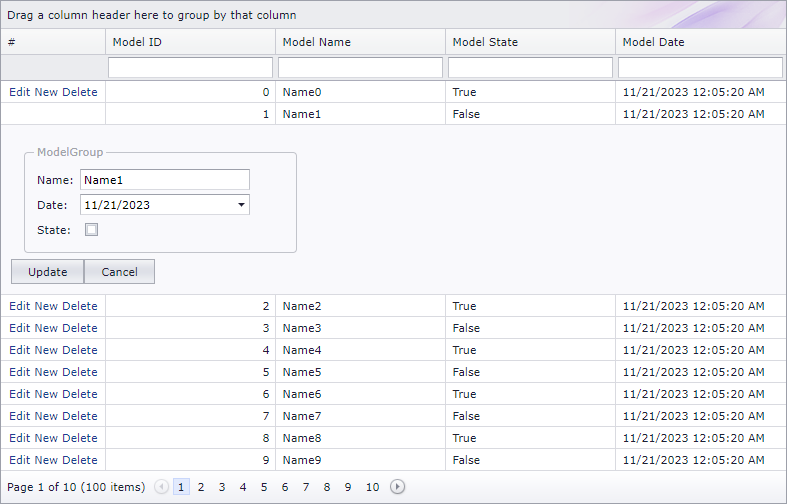 Drag a column header here to group by that column
# Model ID Model Name Model State Model Date
Edit New Delete 0 Name0 True 11/21/2023 12:05:20 AM
1 Name1 False 11/21/2023 12:05:20 AM
ModelGroup
Name: Name1
Date: 11/21/2023
State:
Update Cancel
Edit New Delete 2 Name2 True 11/21/2023 12:05:20 AM
Edit New Delete 3 Name3 False 11/21/2023 12:05:20 AM
Edit New Delete 4 Name4 True 11/21/2023 12:05:20 AM
Edit New Delete 5 Name5 False 11/21/2023 12:05:20 AM
Edit New Delete 6 Name6 True 11/21/2023 12:05:20 AM
Edit New Delete 7 Name7 False 11/21/2023 12:05:20 AM
Edit New Delete 8 Name8 True 11/21/2023 12:05:20 AM
Edit New Delete 9 Name9 False 11/21/2023 12:05:20 AM
Page 1 of 10 (100 items) 1 2 3 4 5 6 7 8 9 10